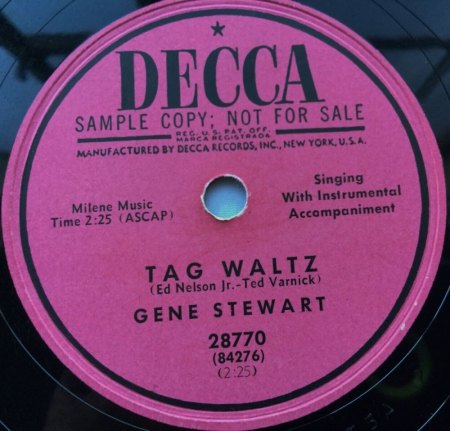 DECCA
SAMPLE COPY; NOT FOR SALE
REG. U.S. PAT. OFF.
MARCA REGISTRADA
MANUFACTURED BY DECCA RECORDS, INC., NEW YORK, U.S.A.
Milene Music
Time 2:25 (ASCAP)
Singing
With Instrumental
Accompaniment
TAG WALTZ
(Ed Nelson Jr.-Ted Varnick)
GENE STEWART
28770
(84276)
(2:25)